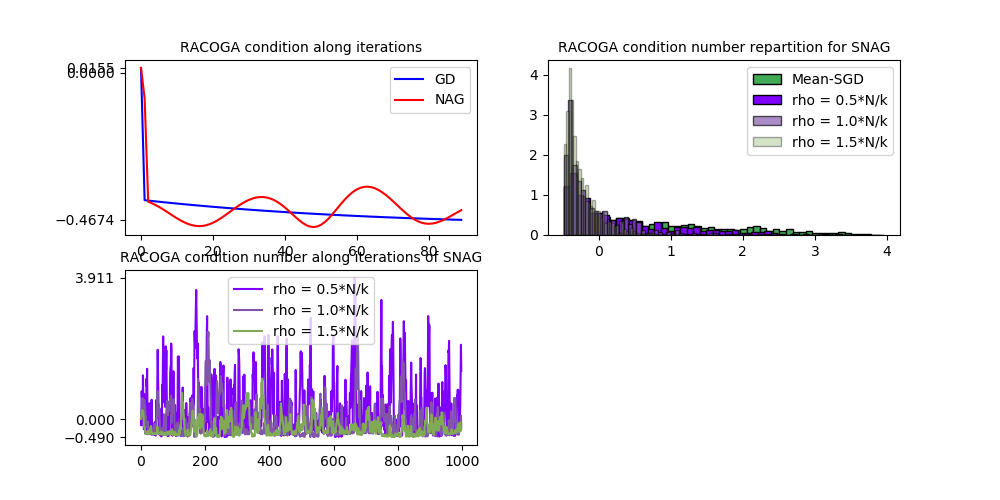 RACOGA condition along iterations
0.0155
0.0000
−0.4674
GD
NAG
0 20 40 60 80
RACOGA condition number repartition for SNAG
4
3
2
1
0
Mean-SGD
rho = 0.5*N/k
rho = 1.0*N/k
rho = 1.5*N/k
0 1 2 3 4
RACOGA condition number along iterations of SNAG
3.911
0.000
−0.490
rho = 0.5*N/k
rho = 1.0*N/k
rho = 1.5*N/k
0 200 400 600 800 1000